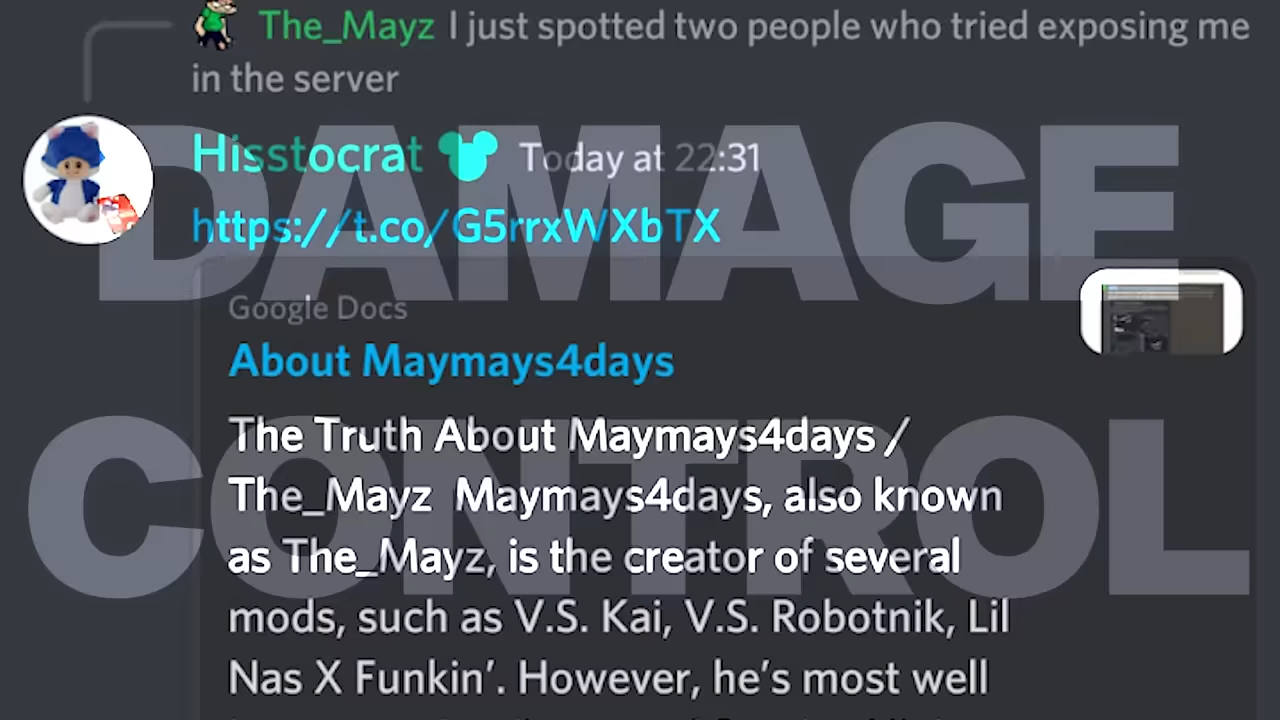 The_Mayz I just spotted two people who tried exposing me
in the server
Hisstocrat Today at 22:31
https://t.co/G5rrxWXbTX
DAMAGE
Google Docs
About Maymays4days
The Truth About Maymays4days /
The_Mayz Maymays4days, also known
as The_Mayz, is the creator of several
CONTROL
mods, such as V.S. Kai, V.S. Robotnik, Lil
Nas X Funkin’. However, he’s most well